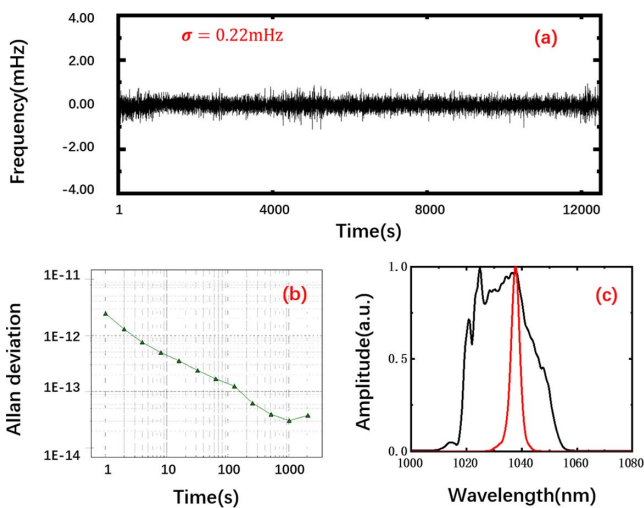 4.00
2.00
0.00
-2.00
-4.00
Frequency(mHz)
σ = 0.22mHz
(a)
1
4000
8000
12000
Time(s)
1E-11
1E-12
1E-13
1E-14
Allan deviation
(b)
1
10
100
1000
Time(s)
1.0
0.5
0.0
Amplitude(a.u.)
(c)
1000
1020
1040
1060
1080
Wavelength(nm)